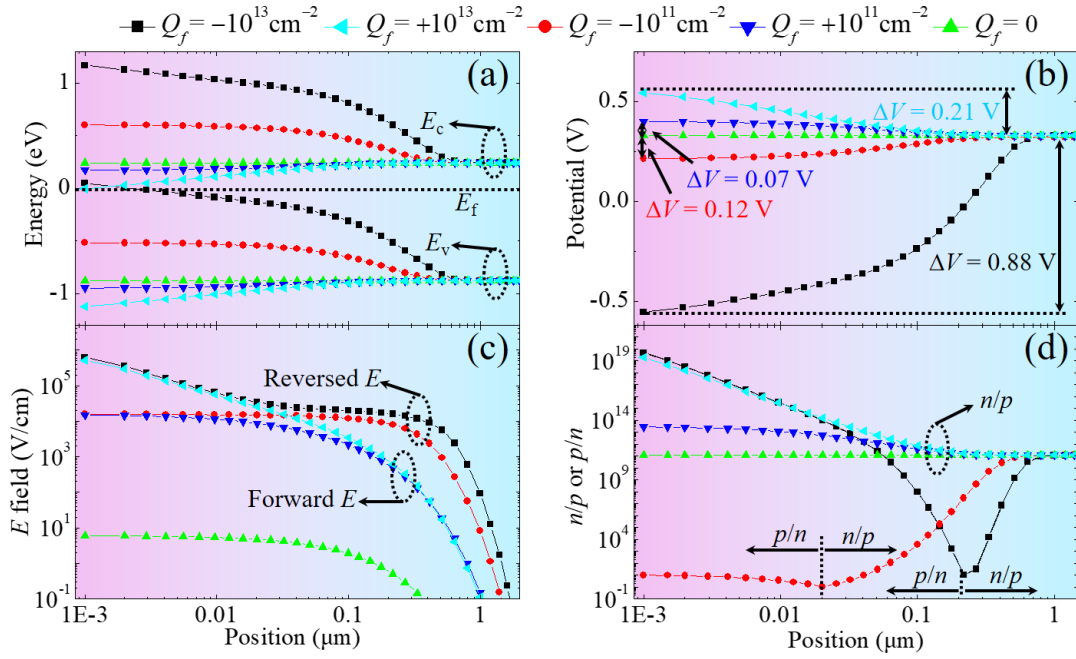 Q_f = −10^13 cm^-2 Q_f = +10^13 cm^-2 Q_f = −10^11 cm^-2 Q_f = +10^11 cm^-2 Q_f = 0
(a)
1
0
-1
Energy (eV)
E_c
E_f
E_v
(b)
0.5
0.0
-0.5
Potential (V)
ΔV = 0.21 V
ΔV = 0.07 V
ΔV = 0.12 V
ΔV = 0.88 V
(c)
10^5
10^3
10^1
10^-1
E field (V/cm)
Reversed E
Forward E
1E-3 0.01 0.1 1
Position (μm)
(d)
10^19
10^14
10^9
10^4
10^-1
n/p or p/n
n/p
p/n n/p
p/n n/p
1E-3 0.01 0.1 1
Position (μm)